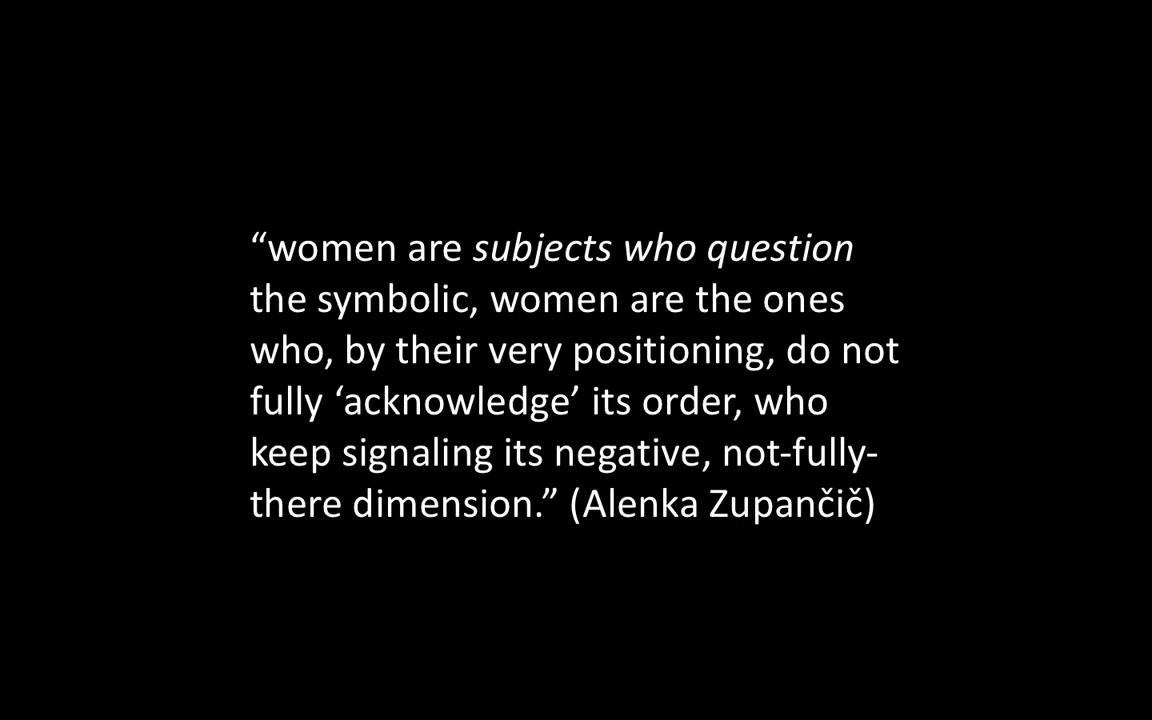 “women are subjects who question
the symbolic, women are the ones
who, by their very positioning, do not
fully ‘acknowledge’ its order, who
keep signaling its negative, not-fully-
there dimension.” (Alenka Zupančič)